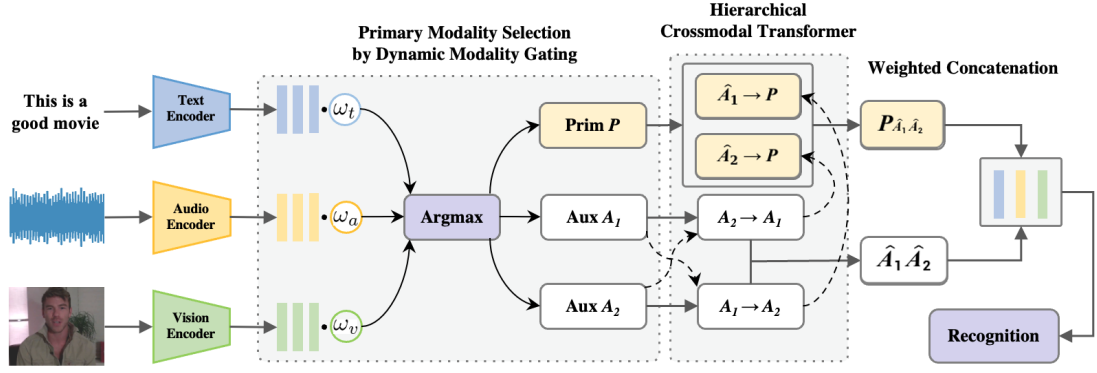 Primary Modality Selection
by Dynamic Modality Gating
Hierarchical
Crossmodal Transformer
Weighted Concatenation
This is a
good movie
Text
Encoder
ω_t
Prim P
Â_1 → P
Â_2 → P
P_{Â_1 Â_2}
Audio
Encoder
ω_a
Argmax
Aux A_1
A_2 → A_1
Â_1 Â_2
Vision
Encoder
ω_v
Aux A_2
A_1 → A_2
Recognition